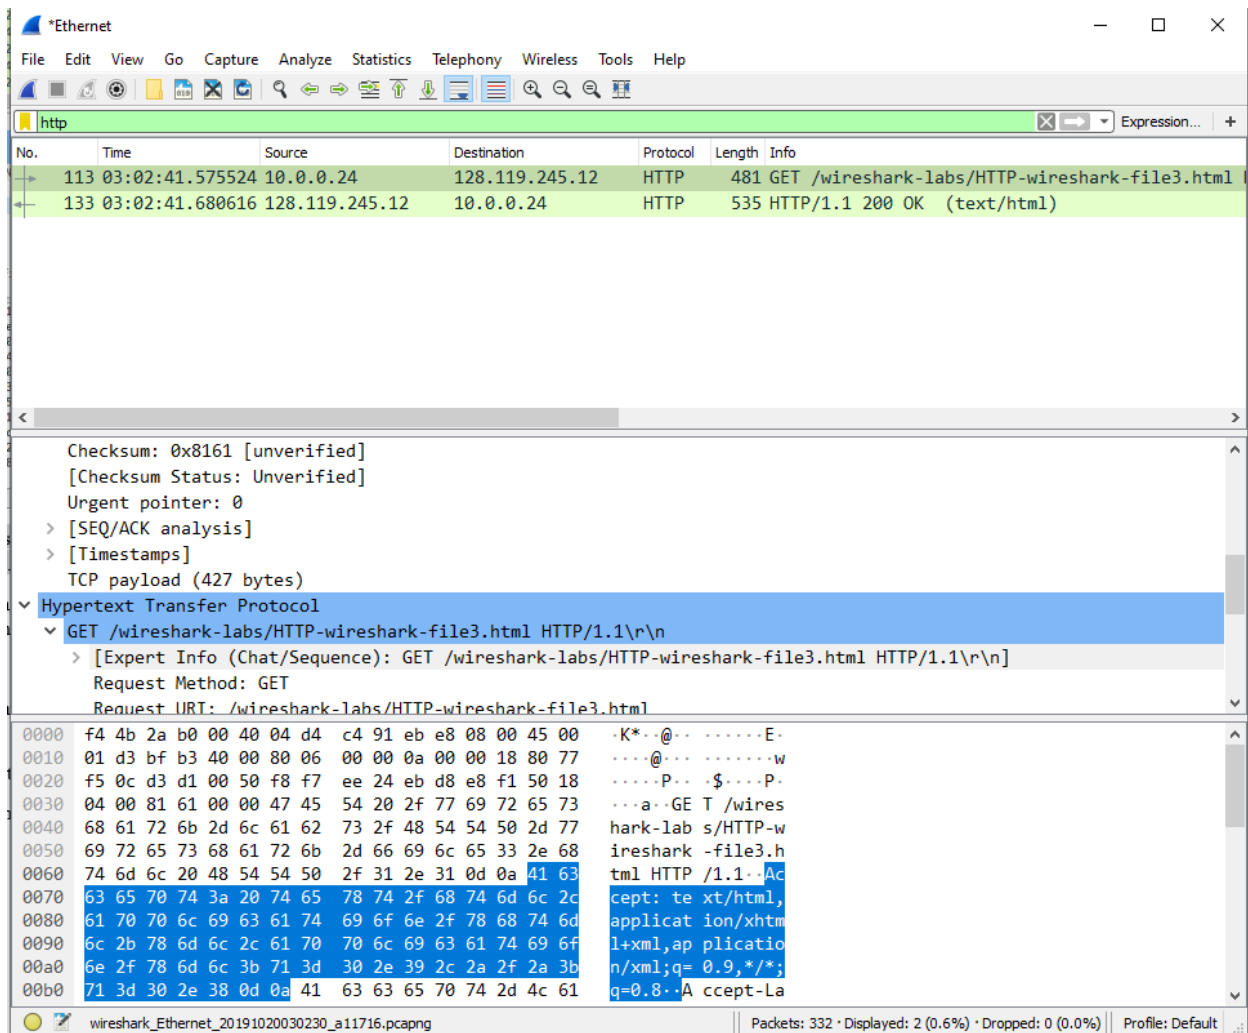 *Ethernet
File Edit View Go Capture Analyze Statistics Telephony Wireless Tools Help
http Expression... +
No. Time Source Destination Protocol Length Info
113 03:02:41.575524 10.0.0.24 128.119.245.12 HTTP 481 GET /wireshark-labs/HTTP-wireshark-file3.html
133 03:02:41.680616 128.119.245.12 10.0.0.24 HTTP 535 HTTP/1.1 200 OK (text/html)
Checksum: 0x8161 [unverified]
[Checksum Status: Unverified]
Urgent pointer: 0
[SEQ/ACK analysis]
[Timestamps]
TCP payload (427 bytes)
Hypertext Transfer Protocol
GET /wireshark-labs/HTTP-wireshark-file3.html HTTP/1.1\r\n
[Expert Info (Chat/Sequence): GET /wireshark-labs/HTTP-wireshark-file3.html HTTP/1.1\r\n]
Request Method: GET
Request URI: /wireshark-labs/HTTP-wireshark-file3.html
0000 f4 4b 2a b0 00 40 04 d4 c4 91 eb e8 08 00 45 00 ·K*··@·· ······E·
0010 01 d3 bf b3 40 00 80 06 00 00 0a 00 00 18 80 77 ····@··· ·······w
0020 f5 0c d3 d1 00 50 f8 f7 ee 24 eb d8 e8 f1 50 18 ·····P·· ·$····P·
0030 04 00 81 61 00 00 47 45 54 20 2f 77 69 72 65 73 ···a··GE T /wires
0040 68 61 72 6b 2d 6c 61 62 73 2f 48 54 54 50 2d 77 hark-lab s/HTTP-w
0050 69 72 65 73 68 61 72 6b 2d 66 69 6c 65 33 2e 68 ireshark -file3.h
0060 74 6d 6c 20 48 54 54 50 2f 31 2e 31 0d 0a 41 63 tml HTTP /1.1··Ac
0070 63 65 70 74 3a 20 74 65 78 74 2f 68 74 6d 6c 2c cept: te xt/html,
0080 61 70 70 6c 69 63 61 74 69 6f 6e 2f 78 68 74 6d applicat ion/xhtm
0090 6c 2b 78 6d 6c 2c 61 70 70 6c 69 63 61 74 69 6f l+xml,ap plicatio
00a0 6e 2f 78 6d 6c 3b 71 3d 30 2e 39 2c 2a 2f 2a 3b n/xml;q= 0.9,*/*;
00b0 71 3d 30 2e 38 0d 0a 41 63 63 65 70 74 2d 4c 61 q=0.8··A ccept-La
wireshark_Ethernet_20191020030230_a11716.pcapng Packets: 332 · Displayed: 2 (0.6%) · Dropped: 0 (0.0%) Profile: Default